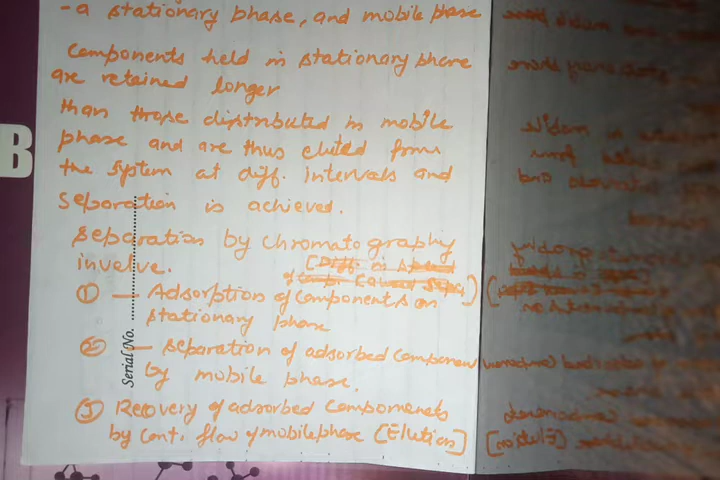 - a stationary phase, and mobile phase
Components held in stationary phase
are retained longer
than those distributed in mobile
phase and are thus eluted from
the system at diff. intervals and
separation is achieved.
separation by chromatography
involve.
① — Adsorption of components on
stationary phase
② — separation of adsorbed component
by mobile phase.
③ Recovery of adsorbed components
by cont. flow of mobile phase [Elution]
B
Serial No.